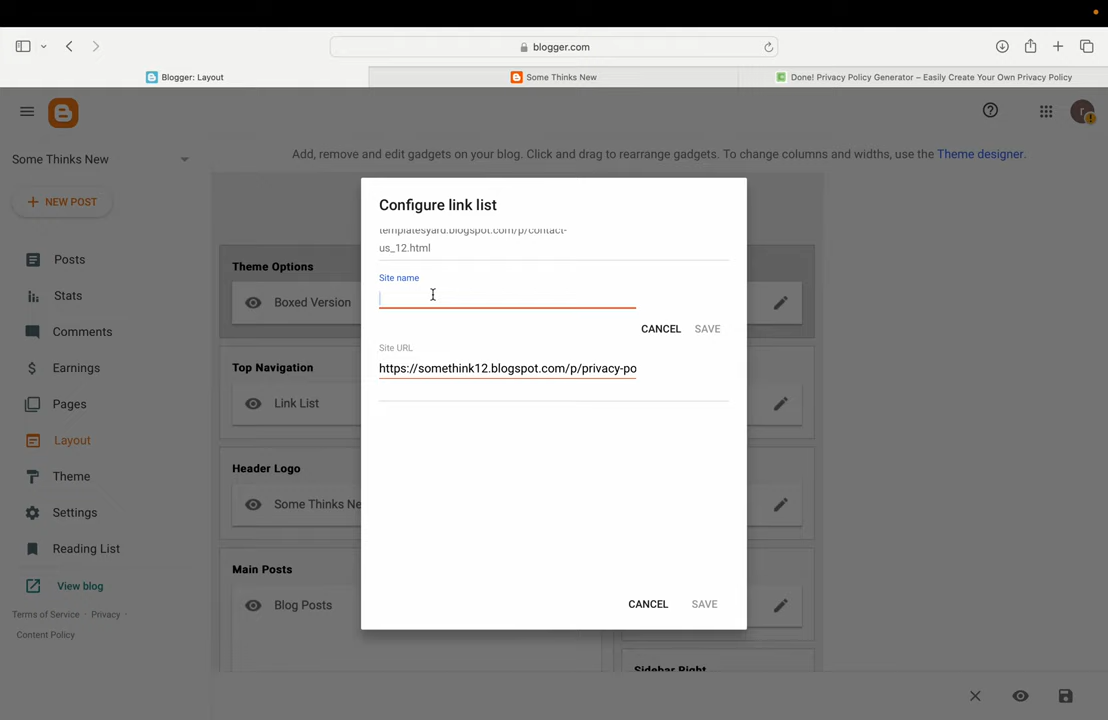 blogger.com
Blogger: Layout
Some Thinks New
Done! Privacy Policy Generator – Easily Create Your Own Privacy Policy
Some Thinks New
Add, remove and edit gadgets on your blog. Click and drag to rearrange gadgets. To change columns and widths, use the Theme designer.
NEW POST
Posts
Stats
Comments
Earnings
Pages
Layout
Theme
Settings
Reading List
View blog
Terms of Service · Privacy ·
Content Policy
Theme Options
Boxed Version
Top Navigation
Link List
Header Logo
Some Thinks Ne
Main Posts
Blog Posts
Sidebar Right
Configure link list
templatesyard.blogspot.com/p/contact-
us_12.html
Site name
CANCEL SAVE
Site URL
https://somethink12.blogspot.com/p/privacy-po
CANCEL SAVE
r